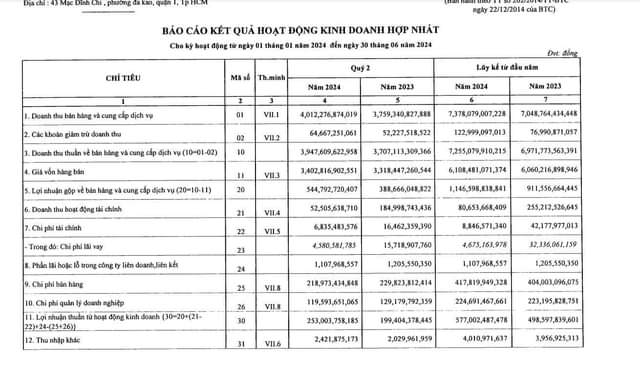 Địa chỉ : 43 Mạc Đĩnh Chi , phường đa kao, quận 1, Tp HCM
22/12/2014 của BTC)
BÁO CÁO KẾT QUẢ HOẠT ĐỘNG KINH DOANH HỢP NHẤT
Cho kỳ hoạt động từ ngày 01 tháng 01 năm 2024 đến ngày 30 tháng 06 năm 2024
Đvt. đồng
CHỈ TIÊU Mã số Th.minh Quý 2 Lũy kế từ đầu năm
Năm 2024 Năm 2023 Năm 2024 Năm 2023
1 2 3 4 5 6 7
1. Doanh thu bán hàng và cung cấp dịch vụ 01 VII.1 4,012,276,874,019 3,759,340,827,888 7,378,079,007,228 7,048,764,434,448
2. Các khoản giảm trừ doanh thu 02 VII.2 64,667,251,061 52,227,518,522 122,999,097,013 76,990,871,057
3. Doanh thu thuần về bán hàng và cung cấp dịch vụ (10=01-02) 10 3,947,609,622,958 3,707,113,309,366 7,255,079,910,215 6,971,773,563,391
4. Giá vốn hàng bán 11 VII.3 3,402,816,902,551 3,318,447,260,544 6,108,481,071,374 6,060,216,898,946
5. Lợi nhuận gộp về bán hàng và cung cấp dịch vụ (20=10-11) 20 544,792,720,407 388,666,048,822 1,146,598,838,841 911,556,664,445
6. Doanh thu hoạt động tài chính 21 VII.4 52,505,638,710 184,998,743,436 80,653,668,409 255,212,526,645
7. Chi phí tài chính 22 VII.5 6,835,483,576 16,462,359,390 8,846,571,340 42,177,977,013
- Trong đó: Chi phí lãi vay 23 4,580,581,785 15,718,907,760 4,675,163,978 32,336,061,159
8. Phần lãi hoặc lỗ trong công ty liên doanh,liên kết 24 1,107,968,557 1,205,550,350 1,107,968,557 1,205,550,350
9. Chi phí bán hàng 25 VII.8 218,973,434,848 229,823,812,414 417,819,949,328 404,003,096,075
10. Chi phí quản lý doanh nghiệp 26 VII.8 119,593,651,065 129,179,792,359 224,691,467,661 223,195,828,751
11. Lợi nhuận thuần từ hoạt động kinh doanh {30=20+(21-
22)+24-(25+26)} 30 253,003,758,185 199,404,378,445 577,002,487,478 498,597,839,601
12. Thu nhập khác 31 VII.6 2,421,875,173 2,029,961,959 4,010,971,637 3,956,925,313